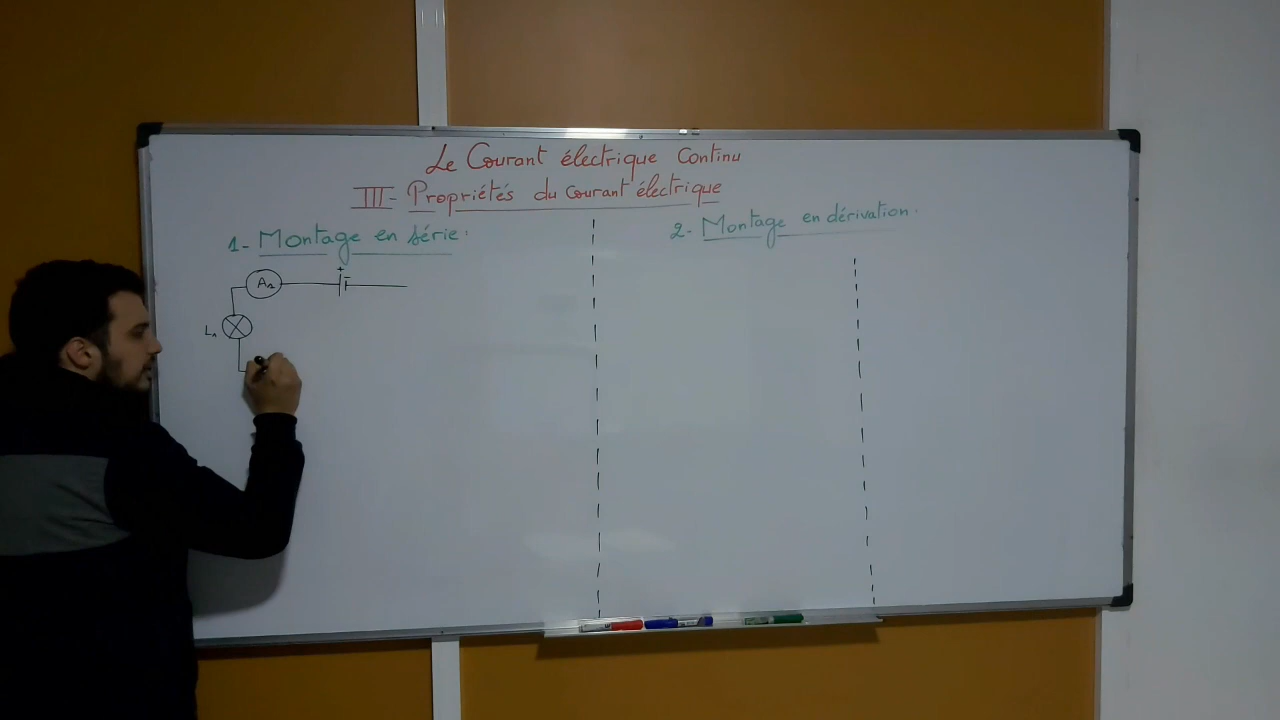 Le Courant électrique Continu
III- Propriétés du courant électrique
1- Montage en série.
2- Montage en dérivation.
A1
+ -
L1